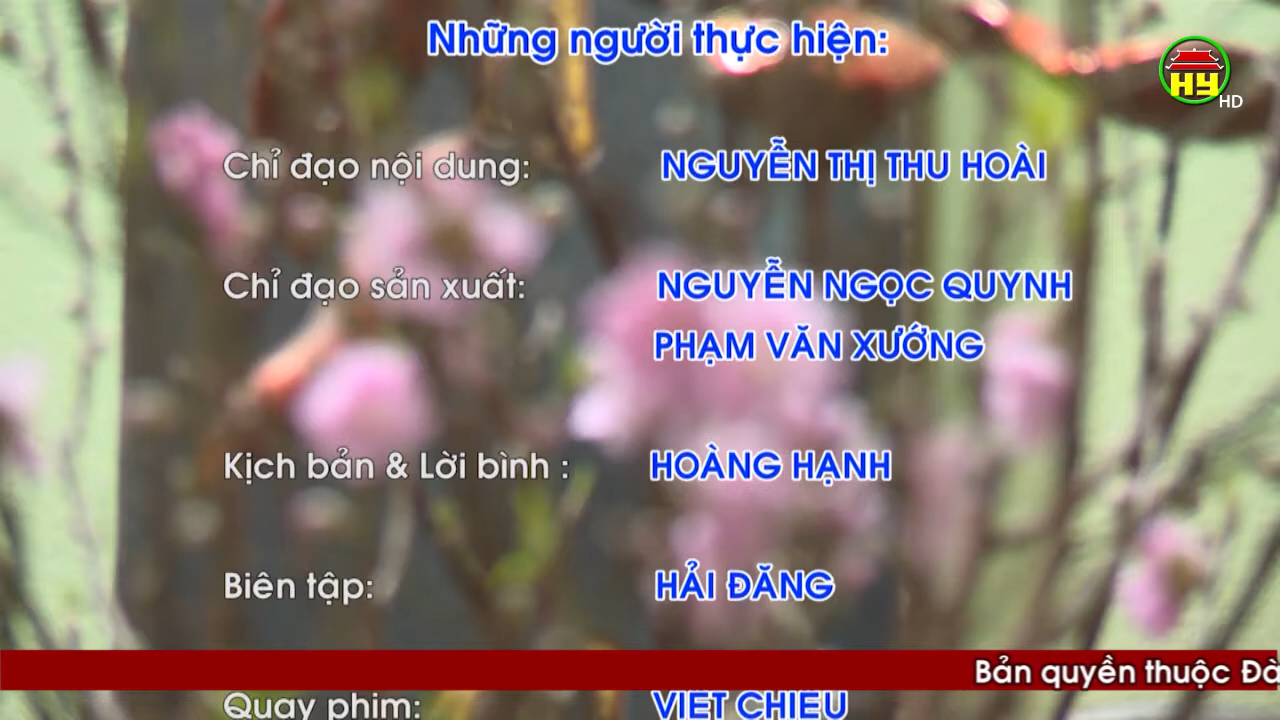 Những người thực hiện:
HY
HD
Chỉ đạo nội dung: NGUYỄN THỊ THU HOÀI
Chỉ đạo sản xuất: NGUYỄN NGỌC QUYNH
PHẠM VĂN XƯỚNG
Kịch bản & Lời bình : HOÀNG HẠNH
Biên tập: HẢI ĐĂNG
Bản quyền thuộc Đà
Quay phim: VIẾT CHIỂU